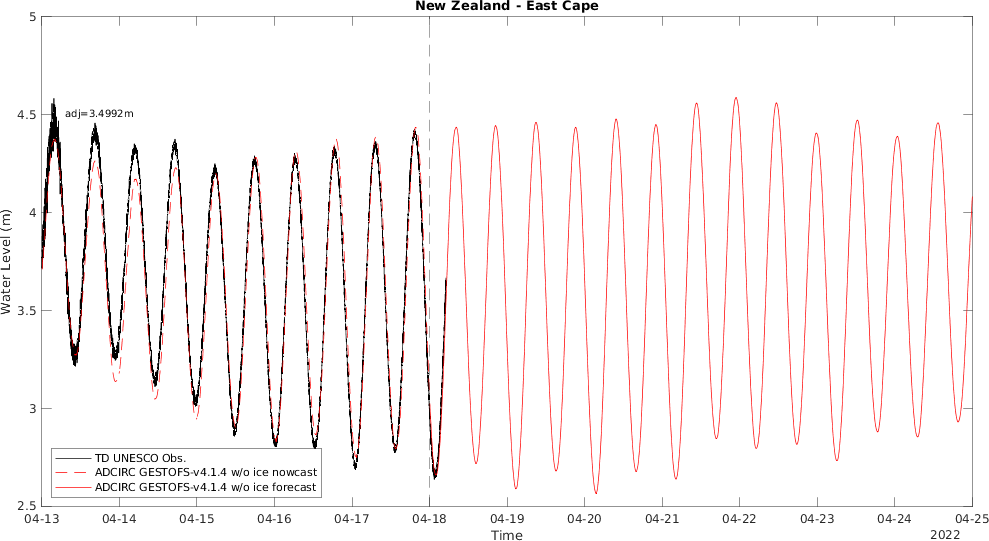 New Zealand - East Cape
5
4.5
4
3.5
3
2.5
Water Level (m)
adj=3.4992m
TD UNESCO Obs.
ADCIRC GESTOFS-v4.1.4 w/o ice nowcast
ADCIRC GESTOFS-v4.1.4 w/o ice forecast
04-13 04-14 04-15 04-16 04-17 04-18 04-19 04-20 04-21 04-22 04-23 04-24 04-25
Time
2022